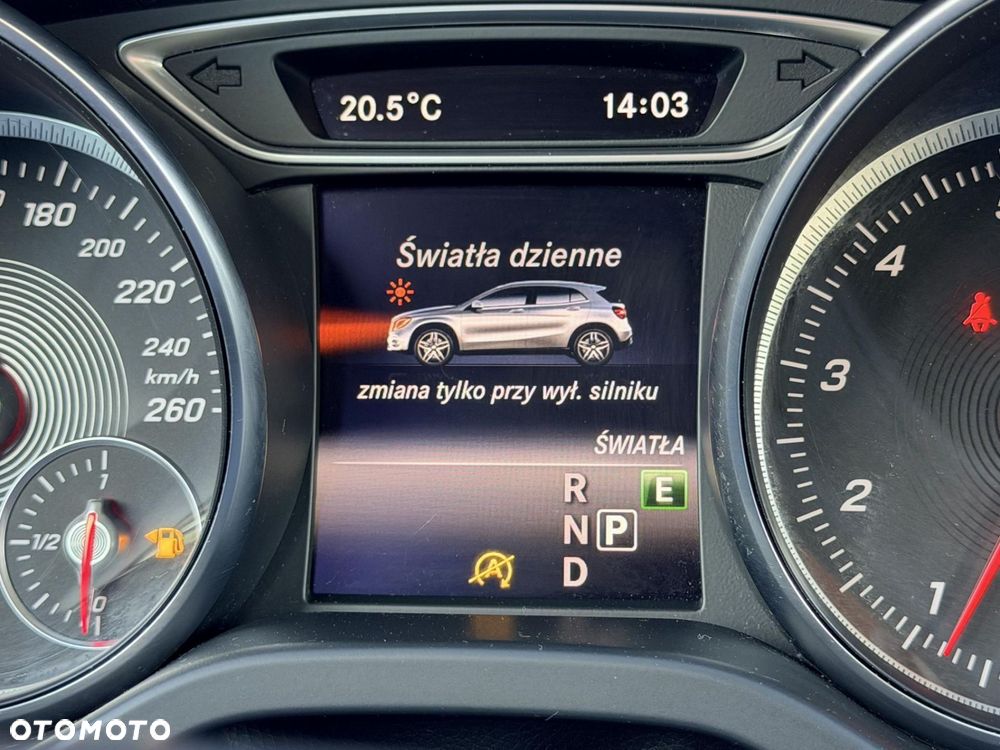 20.5°C 14:03
Światła dzienne
zmiana tylko przy wył. silniku
ŚWIATŁA
R E
N P
D
A
180
200
220
240
km/h
260
1
1/2
0
4
3
2
1
OTOMOTO